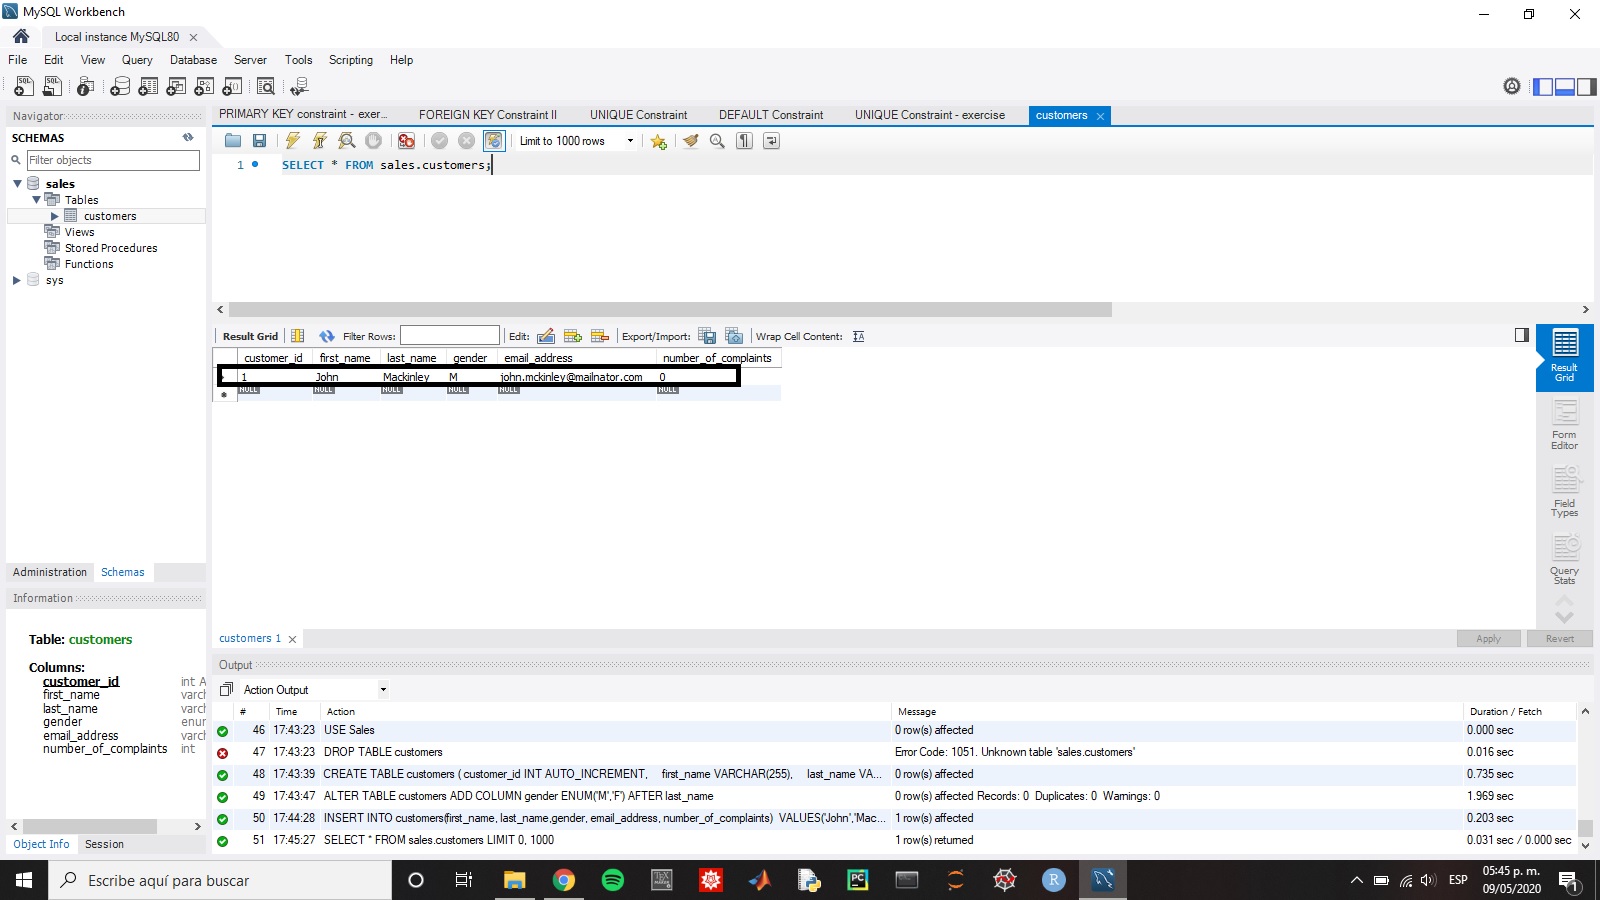 MySQL Workbench
Local instance MySQL80
File Edit View Query Database Server Tools Scripting Help
Navigator
SCHEMAS
Filter objects
sales
Tables
customers
Views
Stored Procedures
Functions
sys
Administration Schemas
Information
Table: customers
Columns:
customer_id int A
first_name varch
last_name varch
gender enur
email_address varch
number_of_complaints int
Object Info Session
PRIMARY KEY constraint - exer... FOREIGN KEY Constraint II UNIQUE Constraint DEFAULT Constraint UNIQUE Constraint - exercise customers
Limit to 1000 rows
1 SELECT * FROM sales.customers;
Result Grid Filter Rows: Edit: Export/Import: Wrap Cell Content:
customer_id first_name last_name gender email_address number_of_complaints
1 John Mackinley M john.mckinley@mailnator.com 0
NULL NULL NULL NULL NULL NULL
Result Grid
Form Editor
Field Types
Query Stats
customers 1
Apply Revert
Output
Action Output
# Time Action Message Duration / Fetch
46 17:43:23 USE Sales 0 row(s) affected 0.000 sec
47 17:43:23 DROP TABLE customers Error Code: 1051. Unknown table 'sales.customers' 0.016 sec
48 17:43:39 CREATE TABLE customers ( customer_id INT AUTO_INCREMENT, first_name VARCHAR(255), last_name VA... 0 row(s) affected 0.735 sec
49 17:43:47 ALTER TABLE customers ADD COLUMN gender ENUM('M','F') AFTER last_name 0 row(s) affected Records: 0 Duplicates: 0 Warnings: 0 1.969 sec
50 17:44:28 INSERT INTO customers(first_name, last_name,gender, email_address, number_of_complaints) VALUES('John','Mac... 1 row(s) affected 0.203 sec
51 17:45:27 SELECT * FROM sales.customers LIMIT 0, 1000 1 row(s) returned 0.031 sec / 0.000 sec
Escribe aquí para buscar
ESP
05:45 p. m.
09/05/2020
1